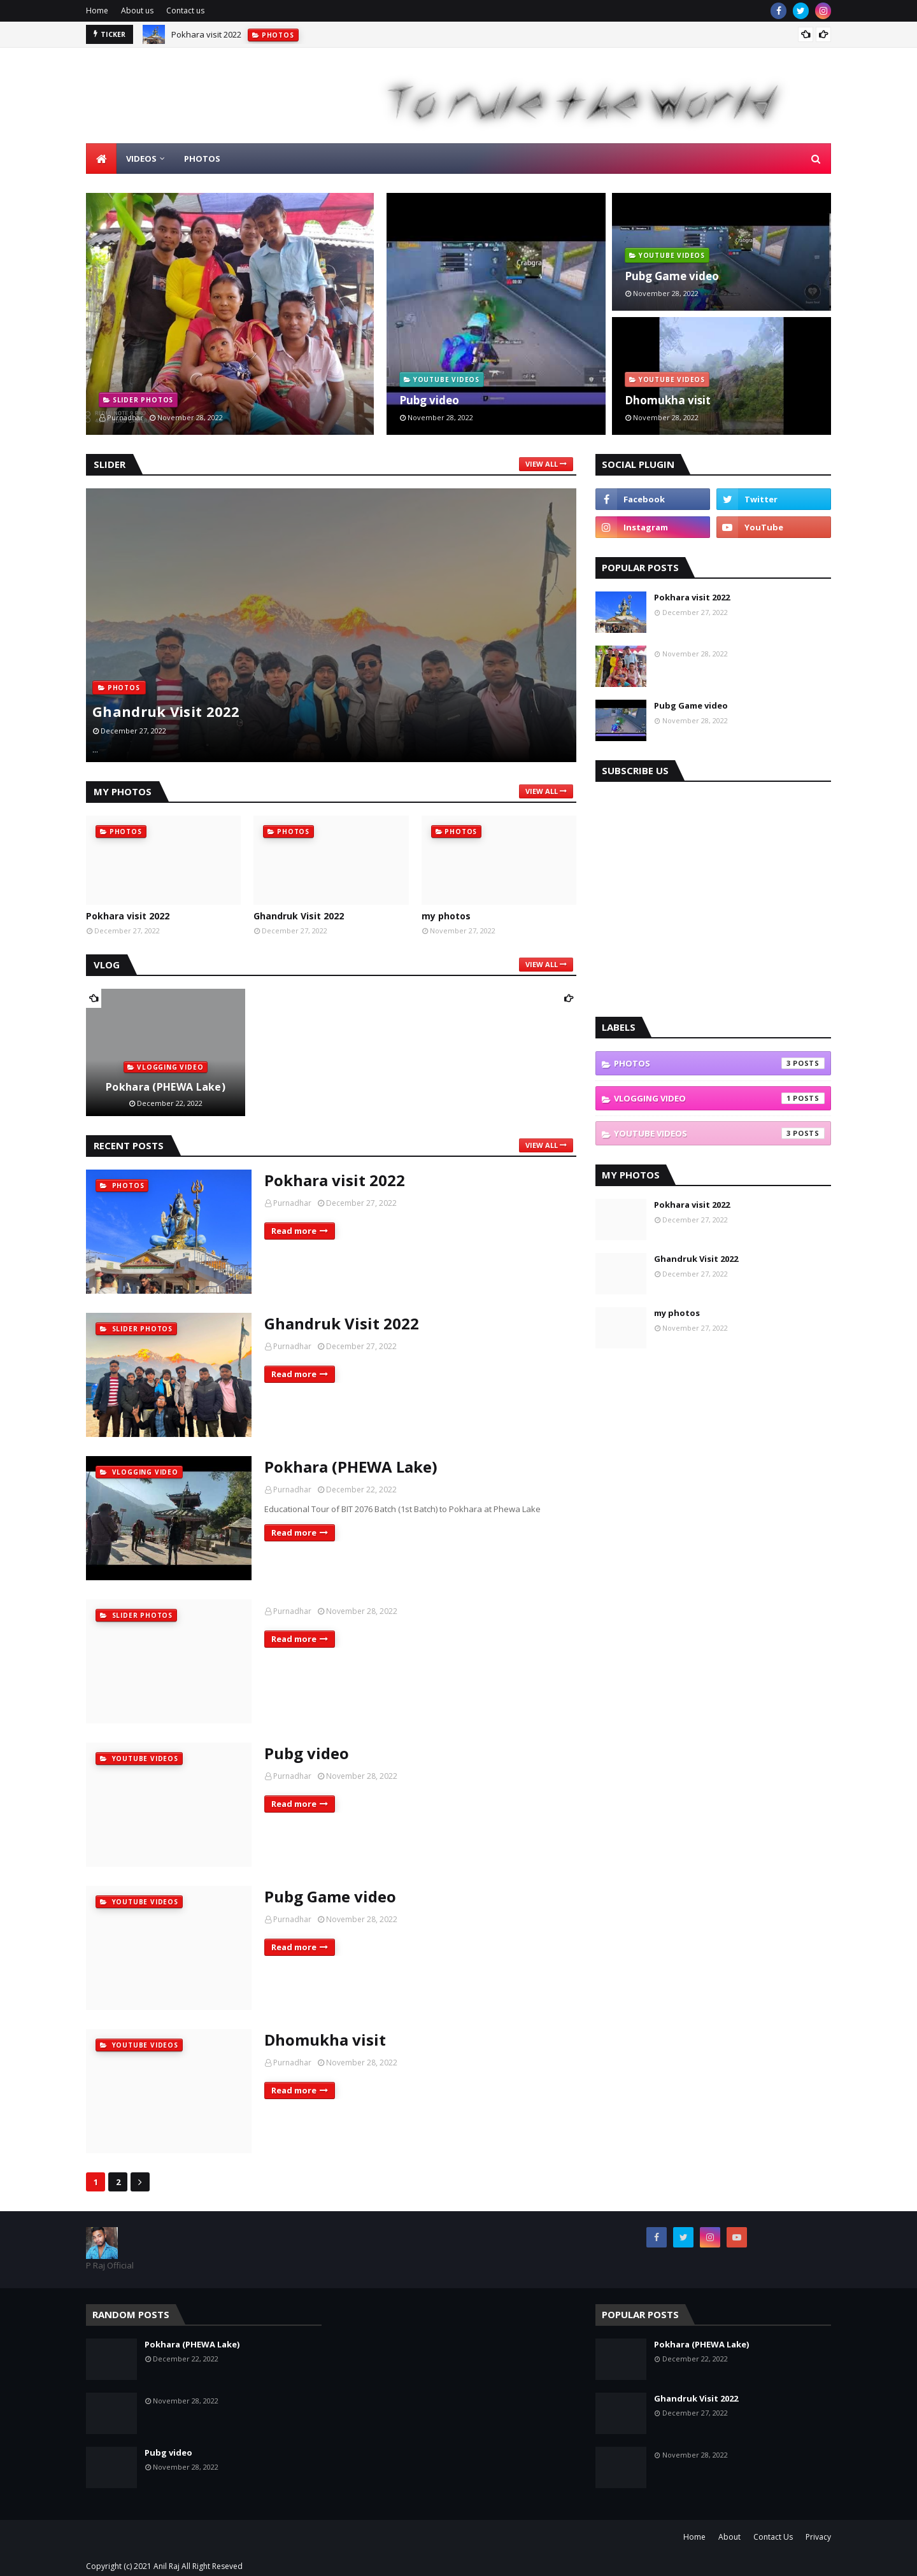 Home About us Contact us
TICKER Pokhara visit 2022 PHOTOS
To rule the World
VIDEOS PHOTOS
SLIDER PHOTOS
Purnadhar November 28, 2022
Crabgra
YOUTUBE VIDEOS
Pubg video
November 28, 2022
YOUTUBE VIDEOS
Pubg Game video
November 28, 2022
YOUTUBE VIDEOS
Dhomukha visit
November 28, 2022
SLIDER VIEW ALL
PHOTOS
Ghandruk Visit 2022
December 27, 2022
...
MY PHOTOS VIEW ALL
PHOTOS
Pokhara visit 2022
December 27, 2022
PHOTOS
Ghandruk Visit 2022
December 27, 2022
PHOTOS
my photos
November 27, 2022
VLOG VIEW ALL
VLOGGING VIDEO
Pokhara (PHEWA Lake)
December 22, 2022
RECENT POSTS VIEW ALL
PHOTOS
Pokhara visit 2022
Purnadhar December 27, 2022
Read more
SLIDER PHOTOS
Ghandruk Visit 2022
Purnadhar December 27, 2022
Read more
VLOGGING VIDEO
Pokhara (PHEWA Lake)
Purnadhar December 22, 2022
Educational Tour of BIT 2076 Batch (1st Batch) to Pokhara at Phewa Lake
Read more
SLIDER PHOTOS
Purnadhar November 28, 2022
Read more
YOUTUBE VIDEOS
Pubg video
Purnadhar November 28, 2022
Read more
YOUTUBE VIDEOS
Pubg Game video
Purnadhar November 28, 2022
Read more
YOUTUBE VIDEOS
Dhomukha visit
Purnadhar November 28, 2022
Read more
1 2
SOCIAL PLUGIN
Facebook Twitter
Instagram YouTube
POPULAR POSTS
Pokhara visit 2022
December 27, 2022
November 28, 2022
Pubg Game video
November 28, 2022
SUBSCRIBE US
LABELS
PHOTOS 3 POSTS
VLOGGING VIDEO 1 POSTS
YOUTUBE VIDEOS 3 POSTS
MY PHOTOS
Pokhara visit 2022
December 27, 2022
Ghandruk Visit 2022
December 27, 2022
my photos
November 27, 2022
P Raj Official
RANDOM POSTS
Pokhara (PHEWA Lake)
December 22, 2022
November 28, 2022
Pubg video
November 28, 2022
POPULAR POSTS
Pokhara (PHEWA Lake)
December 22, 2022
Ghandruk Visit 2022
December 27, 2022
November 28, 2022
Home About Contact Us Privacy
Copyright (c) 2021 Anil Raj All Right Reseved